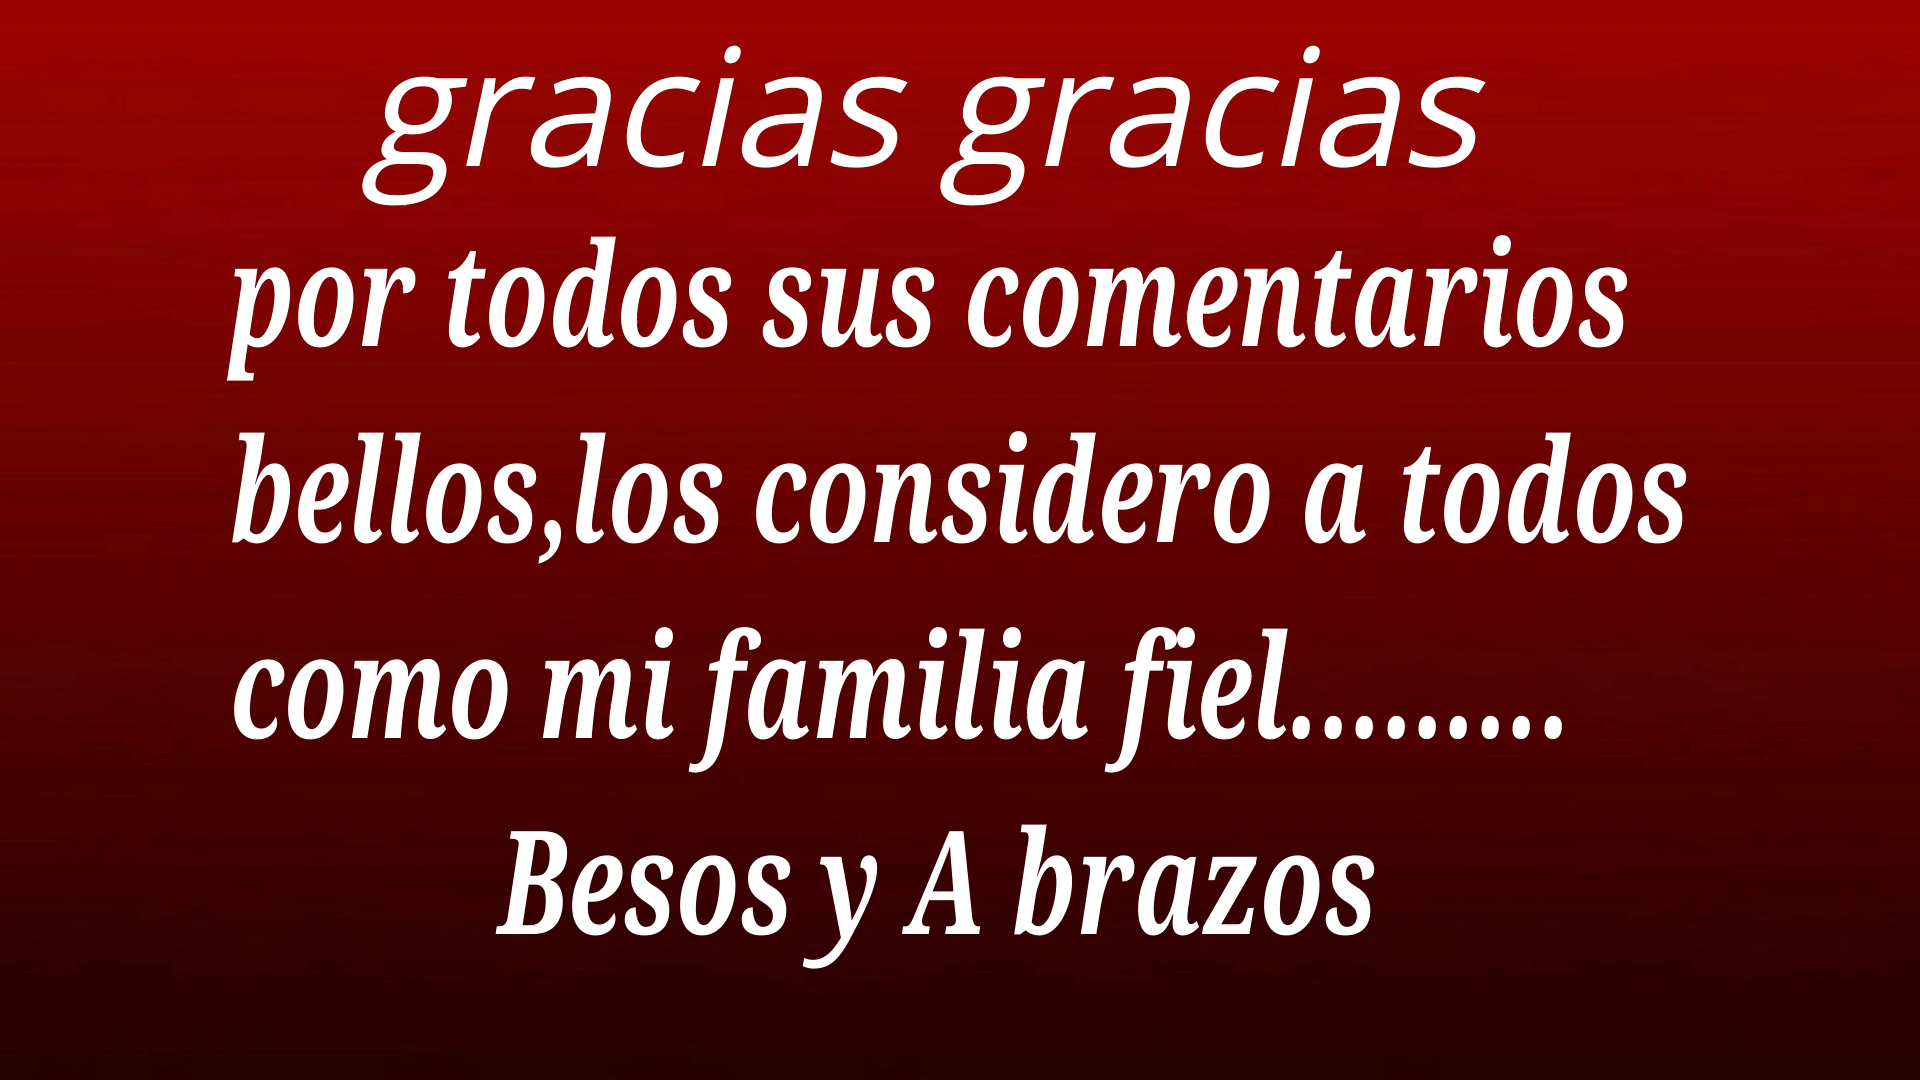 gracias gracias
por todos sus comentarios
bellos,los considero a todos
como mi familia fiel.........
Besos y A brazos